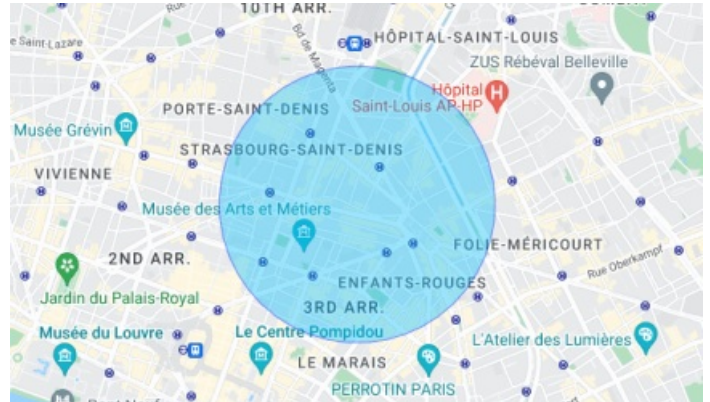 10TH ARR.
Bd de Magenta
HÔPITAL-SAINT-LOUIS
e Saint-Lazare
ZUS Rébéval Belleville
Hôpital
Saint-Louis AP-HP
PORTE-SAINT-DENIS
Musée Grévin
STRASBOURG-SAINT-DENIS
VIVIENNE
Musée des Arts et Métiers
2ND ARR.
FOLIE-MÉRICOURT
Rue Oberkampf
ENFANTS-ROUGES
Jardin du Palais-Royal
3RD ARR.
Musée du Louvre
Le Centre Pompidou
L'Atelier des Lumières
LE MARAIS
PERROTIN PARIS